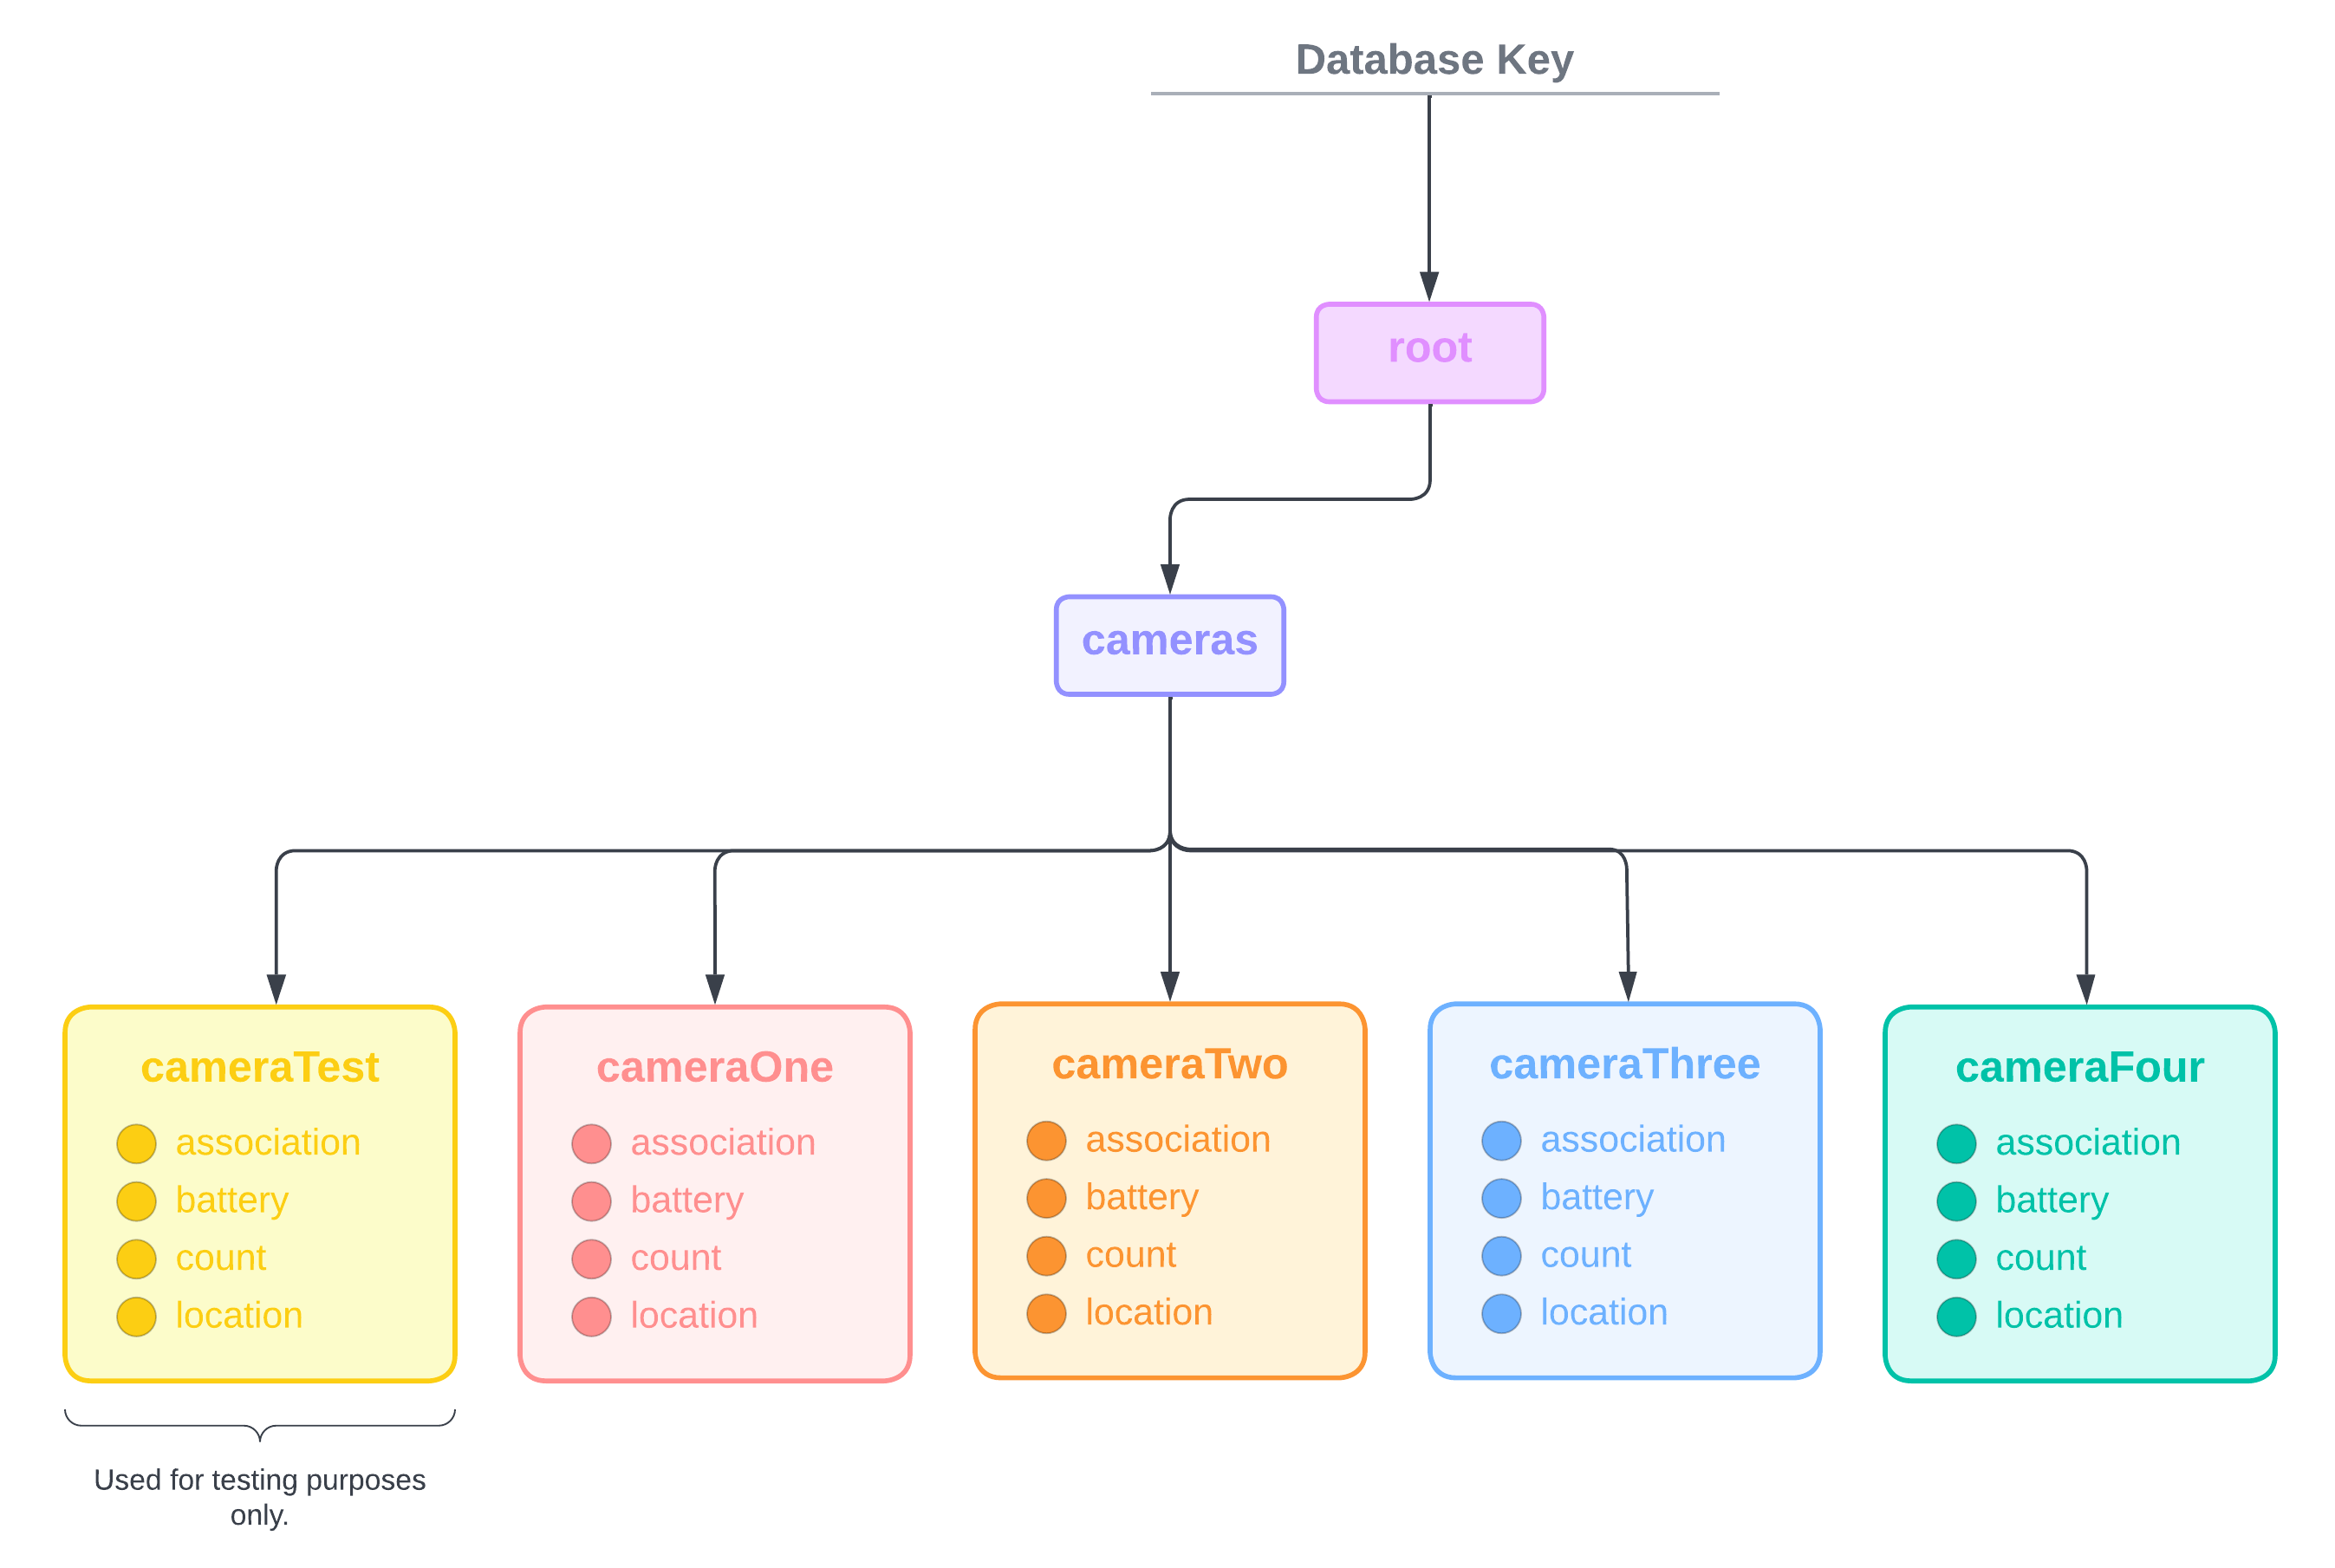 Database Key
root
cameras
cameraTest
association
battery
count
location
cameraOne
association
battery
count
location
cameraTwo
association
battery
count
location
cameraThree
association
battery
count
location
cameraFour
association
battery
count
location
Used for testing purposes
only.